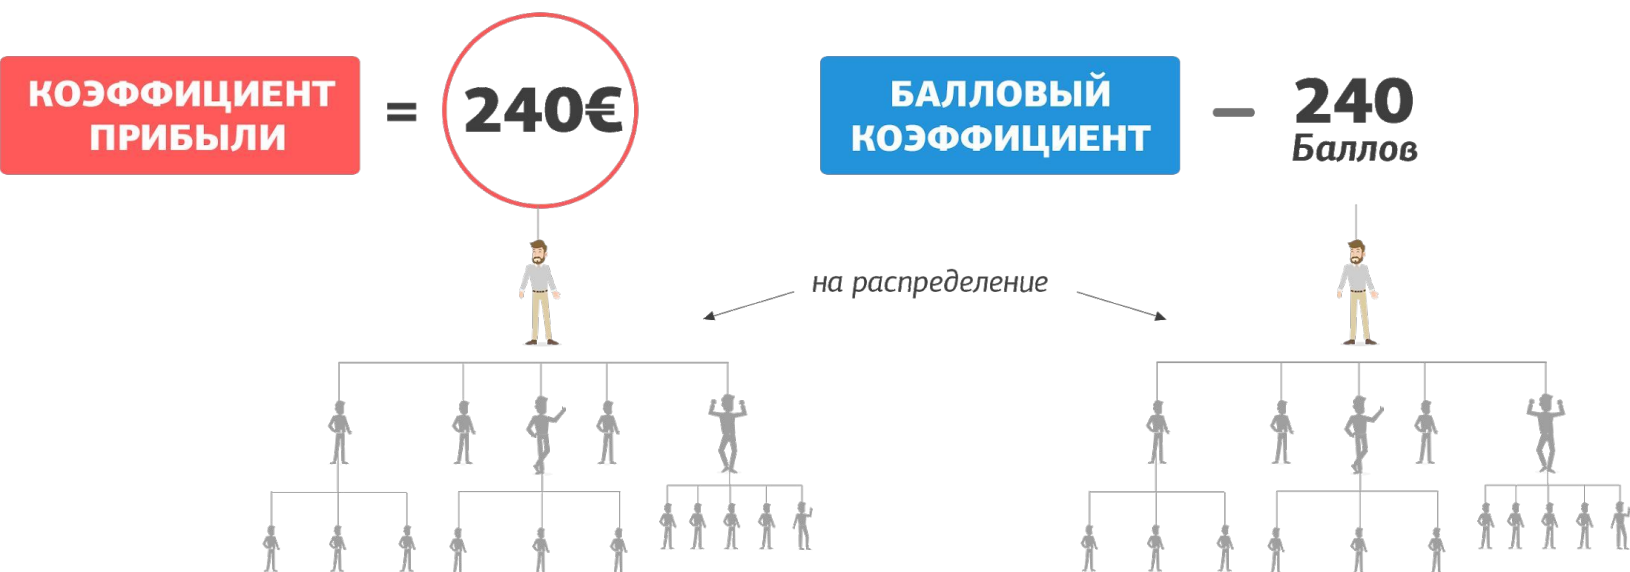 КОЭФФИЦИЕНТ
ПРИБЫЛИ
=
240€
БАЛЛОВЫЙ
КОЭФФИЦИЕНТ
–
240
Баллов
на распределение